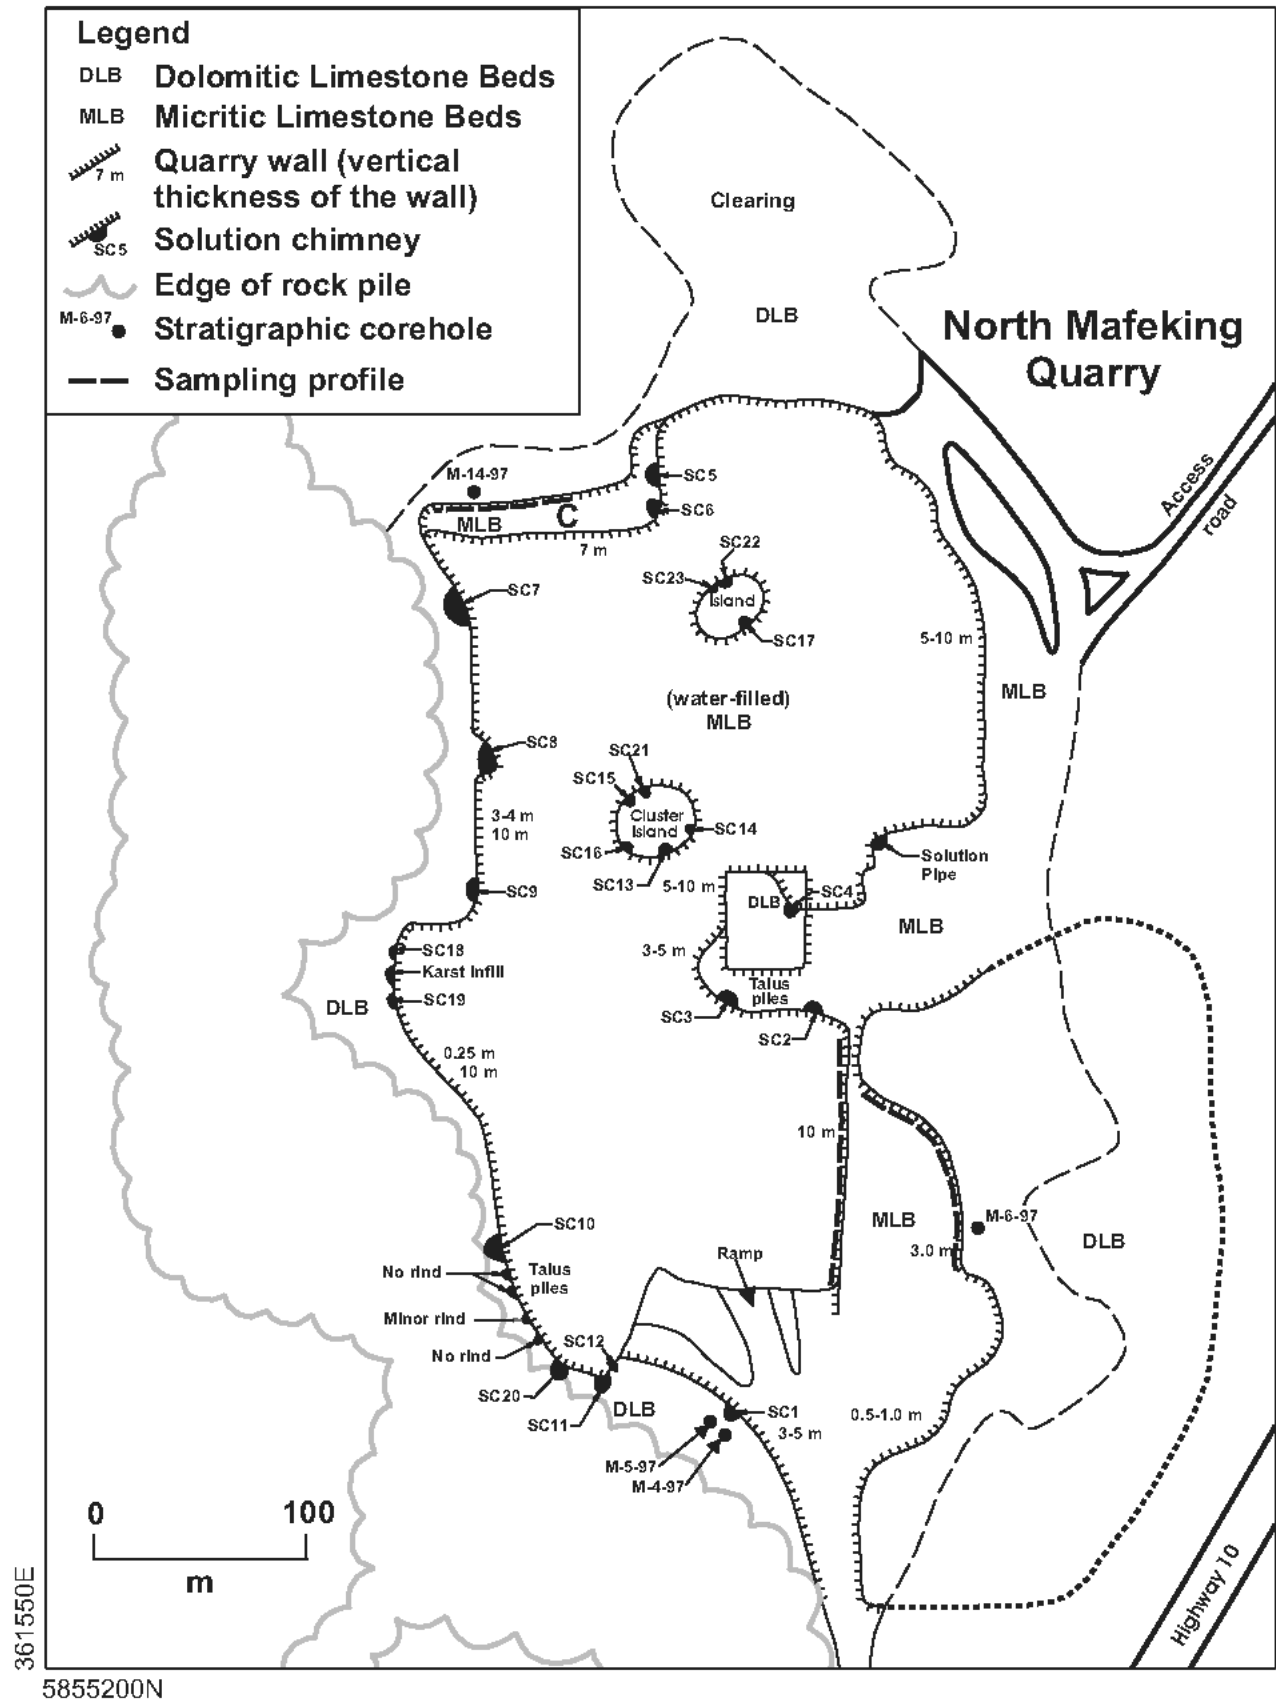 Legend
DLB Dolomitic Limestone Beds
MLB Micritic Limestone Beds
7 m Quarry wall (vertical
thickness of the wall)
SC5 Solution chimney
Edge of rock pile
M-6-97 Stratigraphic corehole
Sampling profile
Clearing
DLB
North Mafeking
Quarry
Access
road
M-14-97
SC5
MLB
C
SC6
7 m
SC22
SC23
Island
SC7
SC17
5-10 m
MLB
(water-filled)
MLB
SC8
SC21
SC15
3-4 m
10 m
Cluster
Island
SC14
SC16
SC13
Solution
Pipe
5-10 m
SC9
DLB
SC4
MLB
SC18
3-5 m
Karst Infill
Talus
piles
DLB
SC19
SC3
SC2
0.25 m
10 m
10 m
MLB
M-6-97
SC10
3.0 m
DLB
Ramp
No rind
Talus
piles
Minor rind
SC12
No rind
SC20
DLB
SC11
SC1
0.5-1.0 m
3-5 m
M-5-97
M-4-97
0 100
m
Highway 10
361550E
5855200N